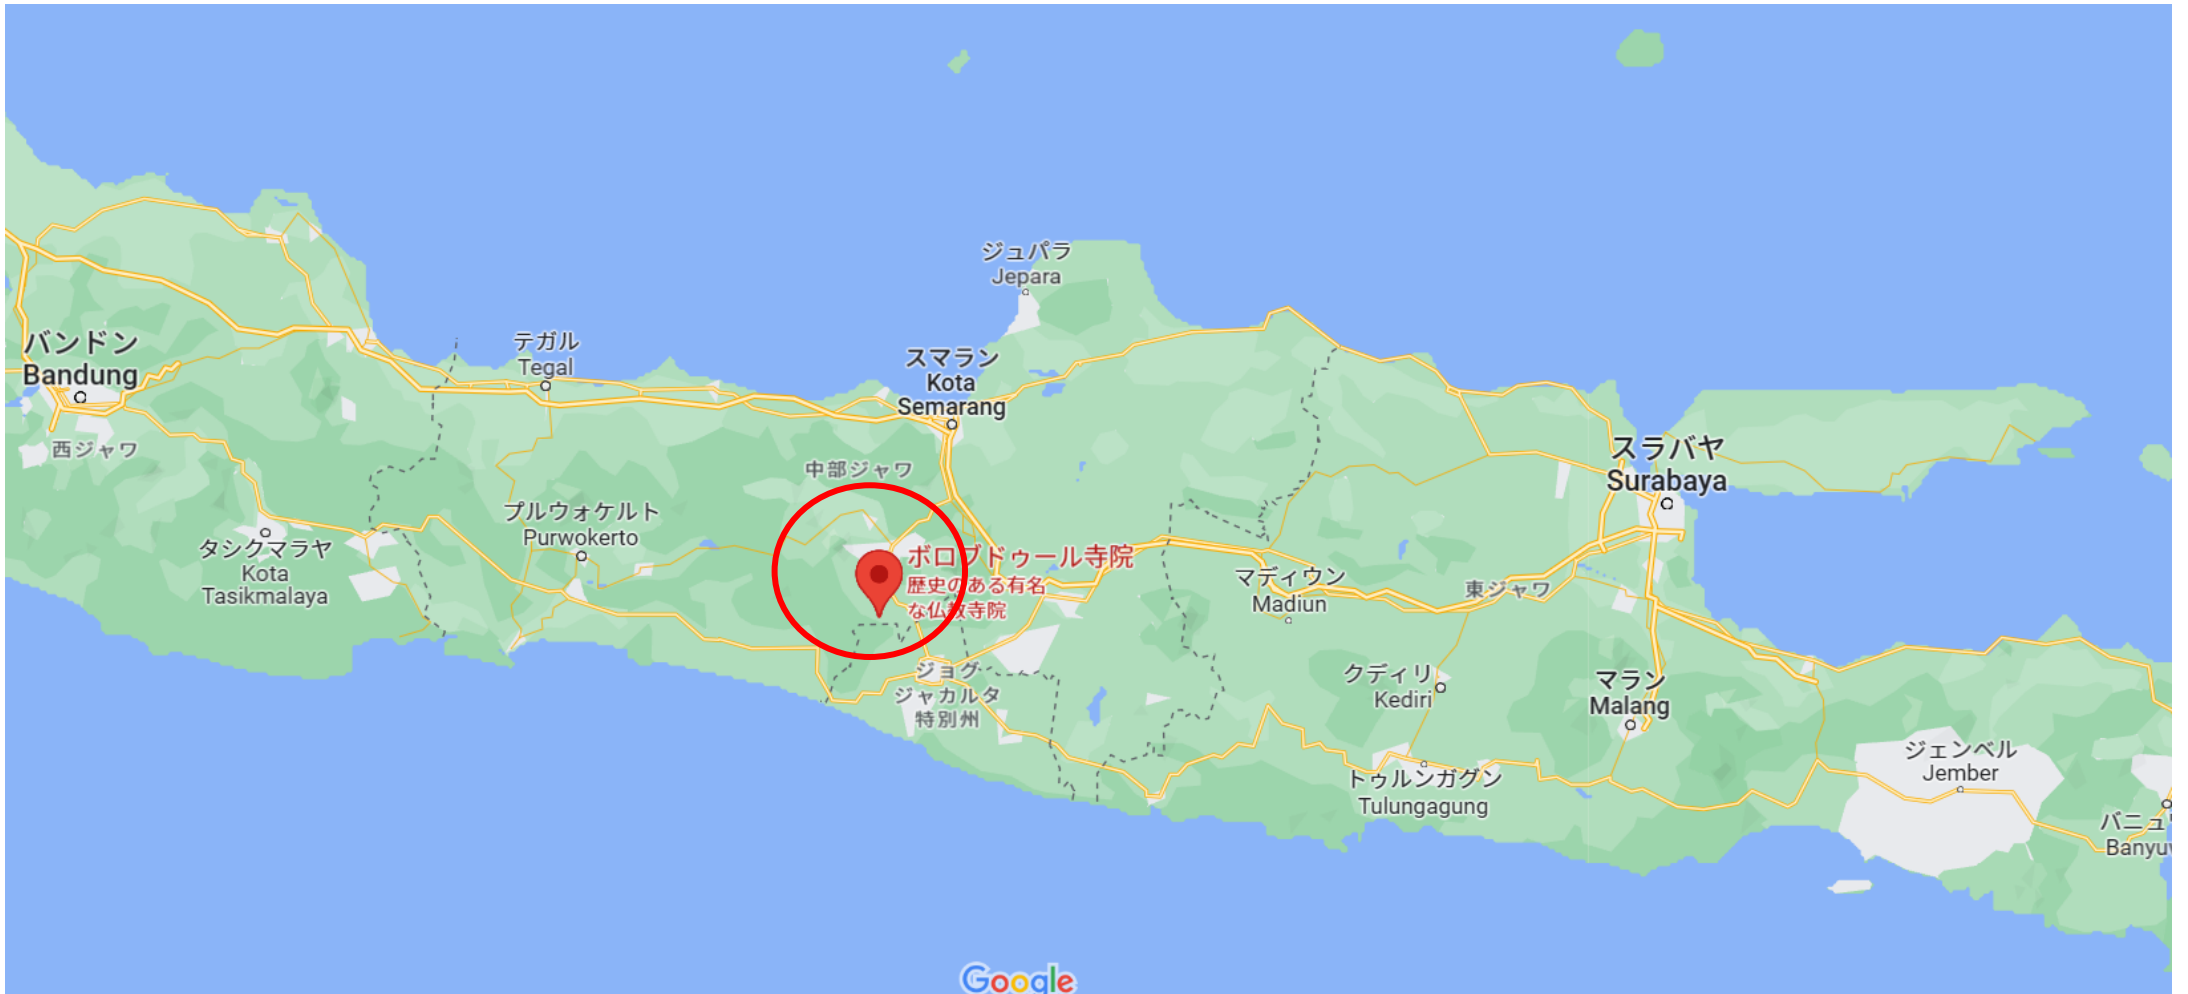 ジュパラ
Jepara
バンドン
Bandung
テガル
Tegal
スマラン
Kota
Semarang
西ジャワ
中部ジャワ
スラバヤ
Surabaya
プルウォケルト
Purwokerto
タシクマラヤ
Kota
Tasikmalaya
ボロブドゥール寺院
歴史のある有名
な仏教寺院
マディウン
Madiun
東ジャワ
ジョグ
ジャカルタ
特別州
クディリ
Kediri
マラン
Malang
トゥルンガグン
Tulungagung
ジェンベル
Jember
バニュ
Banyu
Google